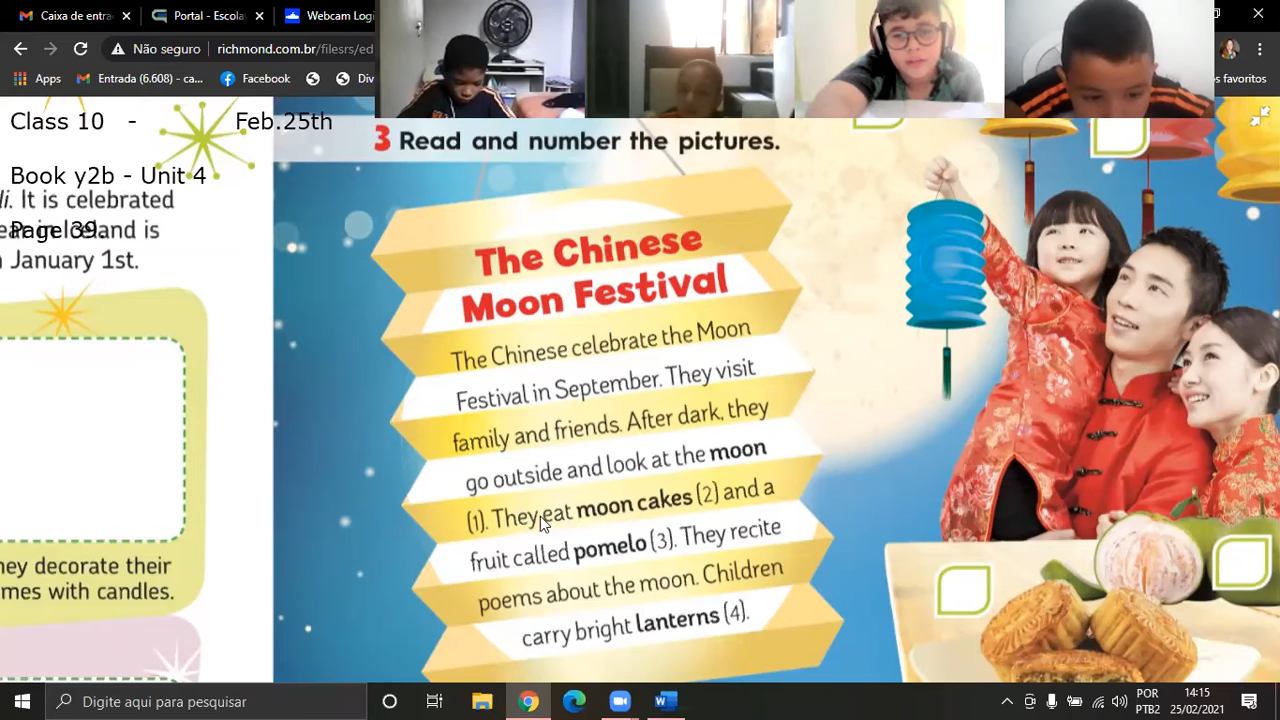 Caixa de entra
Portal - Escola
Webcam Logi
Não seguro
richmond.com.br/filesrs/ed
Apps
Entrada (6.608) - ca...
Facebook
Div
os favoritos
Class 10 - Feb.25th
Book y2b - Unit 4
Page 39.
It is celebrated
and is
January 1st.
hey decorate their
mes with candles.
3 Read and number the pictures.
The Chinese
Moon Festival
The Chinese celebrate the Moon
Festival in September. They visit
family and friends. After dark, they
go outside and look at the moon
(1). They eat moon cakes (2) and a
fruit called pomelo (3). They recite
poems about the moon. Children
carry bright lanterns (4).
Digite aqui para pesquisar
POR
PTB2
14:15
25/02/2021